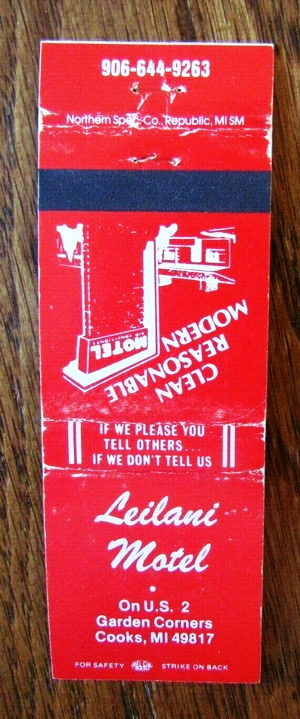 906-644-9263
Northern Spec. Co. Republic, MI SM
CLEAN
REASONABLE
MODERN
MOTEL
IF WE PLEASE YOU
TELL OTHERS...
IF WE DON'T TELL US
Leilani
Motel
On U.S. 2
Garden Corners
Cooks, MI 49817
FOR SAFETY STRIKE ON BACK